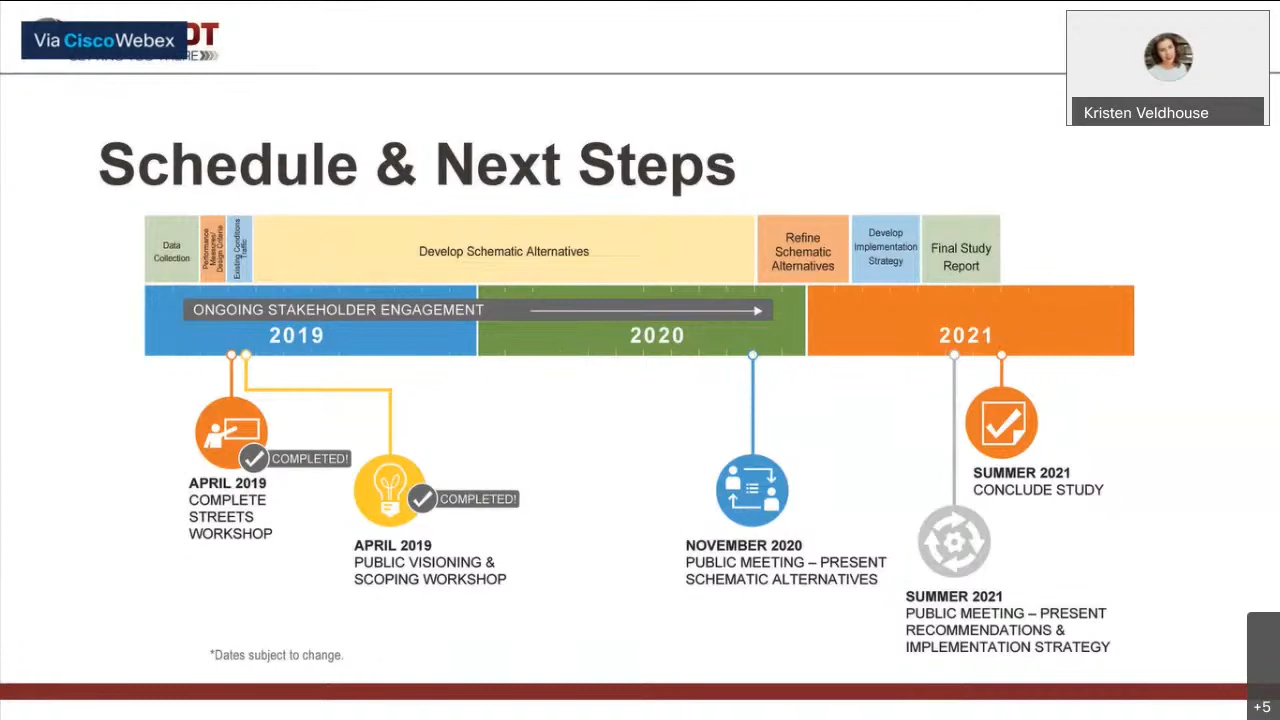 Via Cisco Webex
DT
Kristen Veldhouse
Schedule & Next Steps
Data
Collection
Performance
Measures/
Design Criteria
Existing Conditions
Traffic
Develop Schematic Alternatives
Refine
Schematic
Alternatives
Develop
Implementation
Strategy
Final Study
Report
ONGOING STAKEHOLDER ENGAGEMENT
2019
2020
2021
COMPLETED!
APRIL 2019
COMPLETE
STREETS
WORKSHOP
COMPLETED!
APRIL 2019
PUBLIC VISIONING &
SCOPING WORKSHOP
NOVEMBER 2020
PUBLIC MEETING – PRESENT
SCHEMATIC ALTERNATIVES
SUMMER 2021
CONCLUDE STUDY
SUMMER 2021
PUBLIC MEETING – PRESENT
RECOMMENDATIONS &
IMPLEMENTATION STRATEGY
*Dates subject to change.
+5